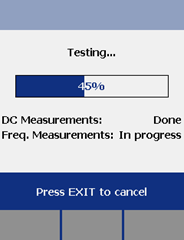 Testing...
45%
DC Measurements: Done
Freq. Measurements: In progress
Press EXIT to cancel